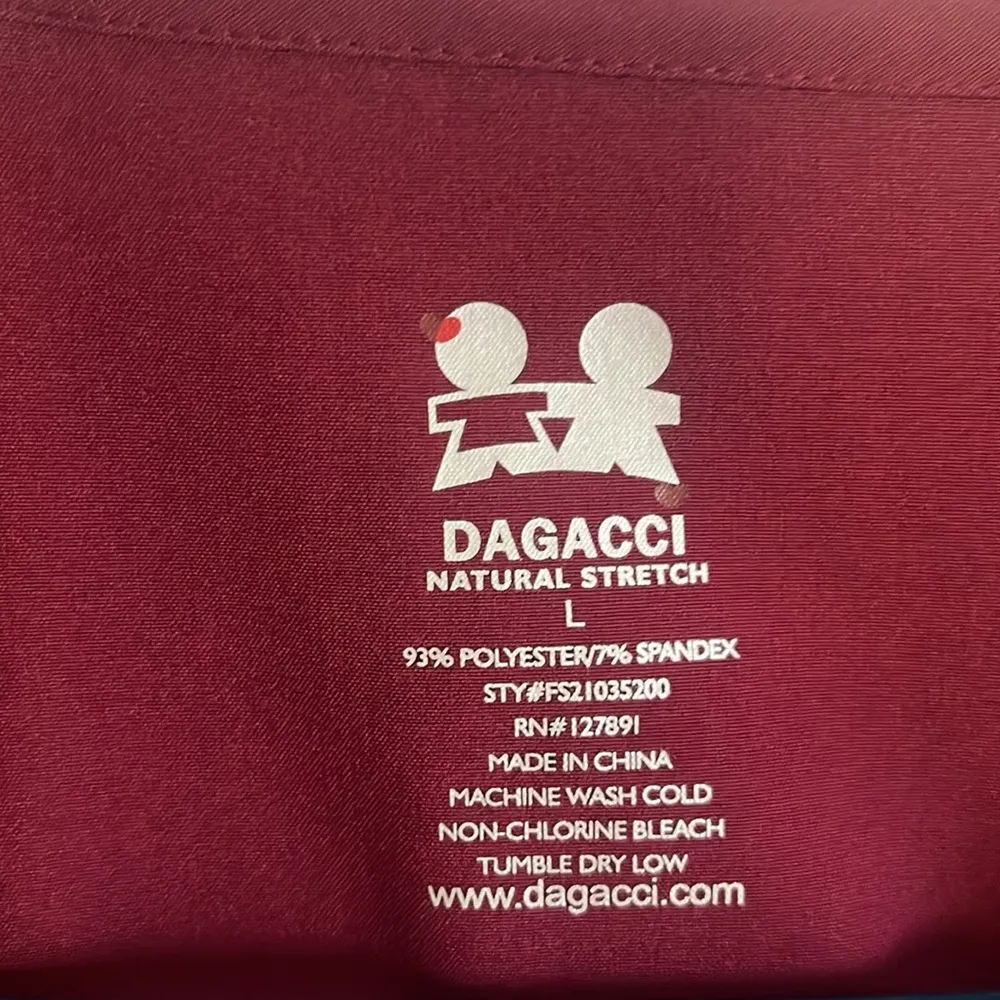 DAGACCI
NATURAL STRETCH
L
93% POLYESTER/7% SPANDEX
STY#FS21035200
RN#127891
MADE IN CHINA
MACHINE WASH COLD
NON-CHLORINE BLEACH
TUMBLE DRY LOW
www.dagacci.com